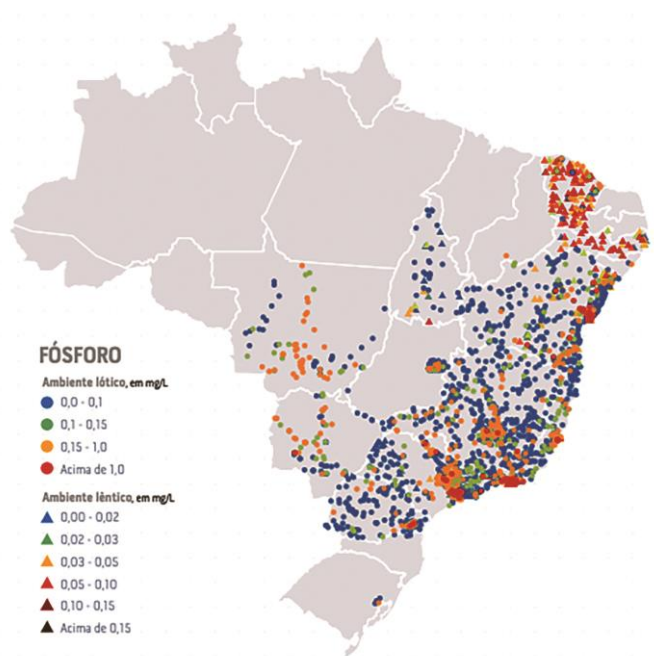 FÓSFORO
Ambiente lótico, em mg/L
0,0 - 0,1
0,1 - 0,15
0,15 - 1,0
Acima de 1,0
Ambiente lêntico, em mg/L
0,00 - 0,02
0,02 - 0,03
0,03 - 0,05
0,05 - 0,10
0,10 - 0,15
Acima de 0,15